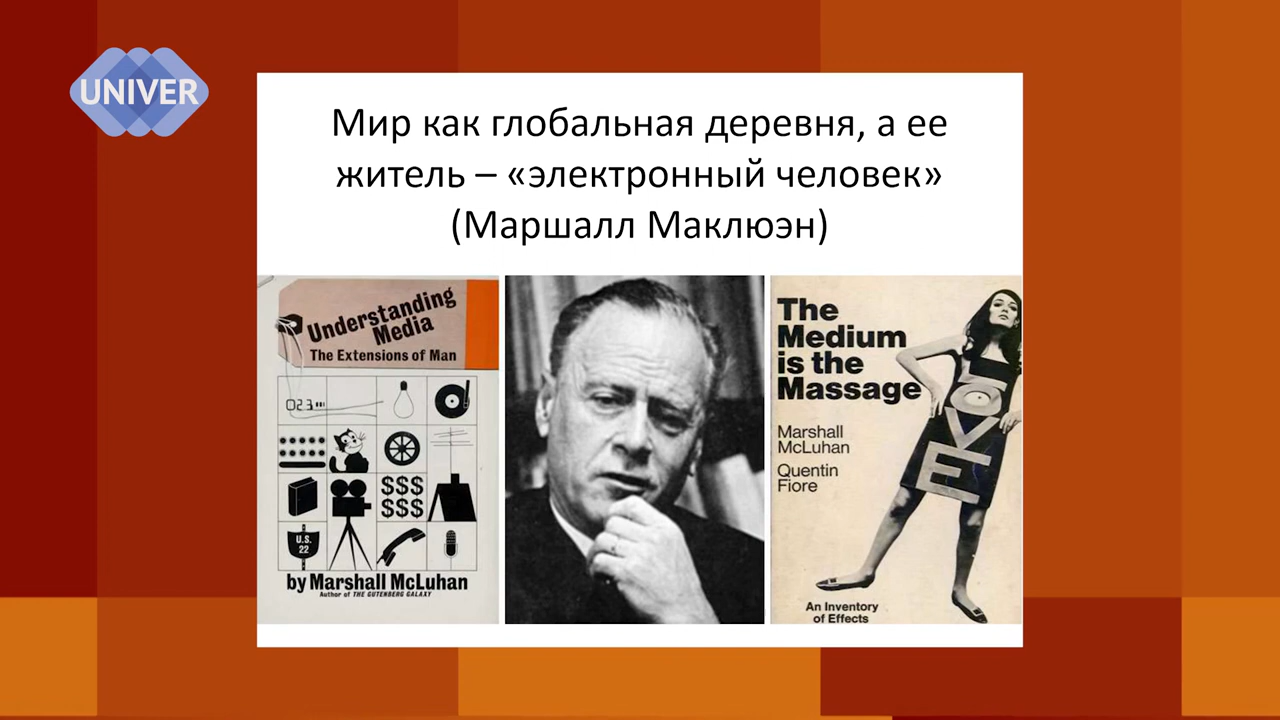 UNIVER
Мир как глобальная деревня, а ее
житель – «электронный человек»
(Маршалл Маклюэн)
Understanding
Media
The Extensions of Man
$$$
$$$
U.S.
22
by Marshall McLuhan
Author of THE GUTENBERG GALAXY
The
Medium
is the
Massage
Marshall
McLuhan
Quentin
Fiore
LOVE
An Inventory
of Effects